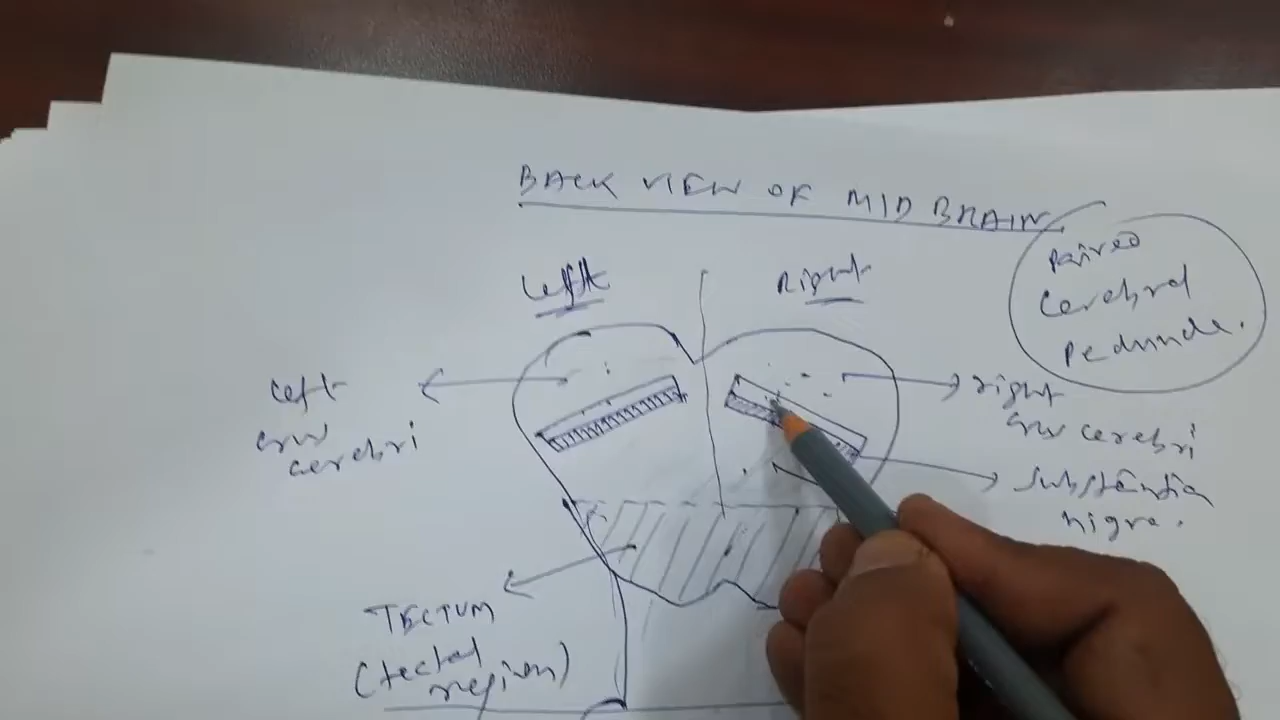 BACK VIEW OF MID BRAIN
Paired
Cerebral
Peduncle.
Left
Right
left
crus
cerebri
right
crus cerebri
substantia
nigra.
TECTUM
(tectal
region)